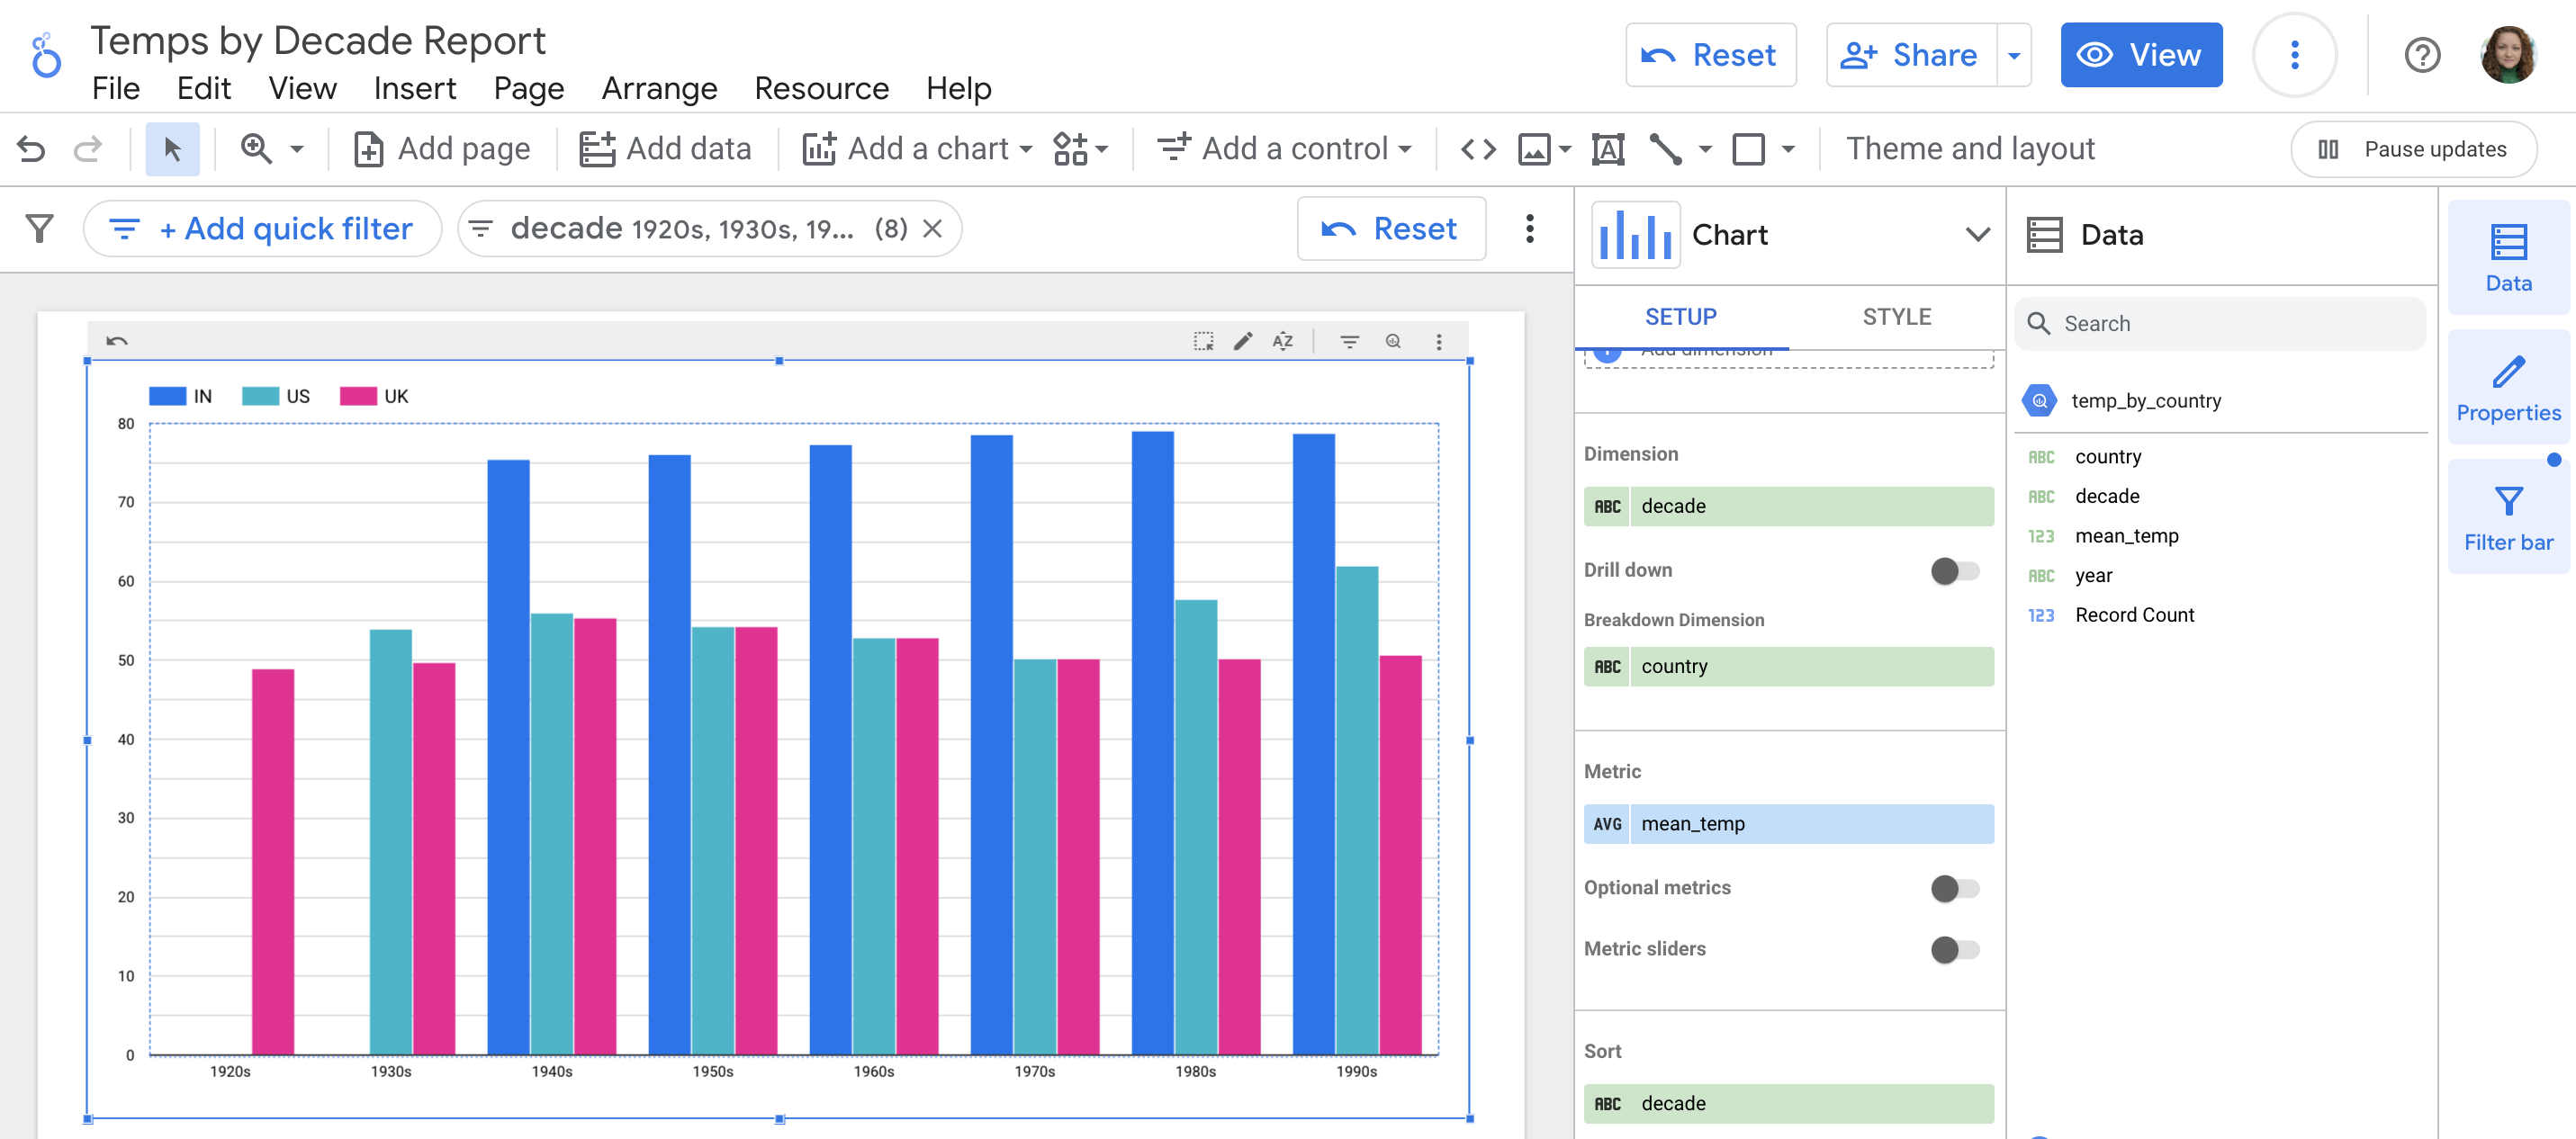 Temps by Decade Report
File Edit View Insert Page Arrange Resource Help
Reset
Share
View
Add page
Add data
Add a chart
Add a control
Theme and layout
Pause updates
+ Add quick filter
decade 1920s, 1930s, 19... (8)
Reset
IN US UK
80
70
60
50
40
30
20
10
0
1920s 1930s 1940s 1950s 1960s 1970s 1980s 1990s
Chart
SETUP STYLE
Add dimension
Dimension
ABC decade
Drill down
Breakdown Dimension
ABC country
Metric
AVG mean_temp
Optional metrics
Metric sliders
Sort
ABC decade
Data
Search
temp_by_country
ABC country
ABC decade
123 mean_temp
ABC year
123 Record Count
Data
Properties
Filter bar